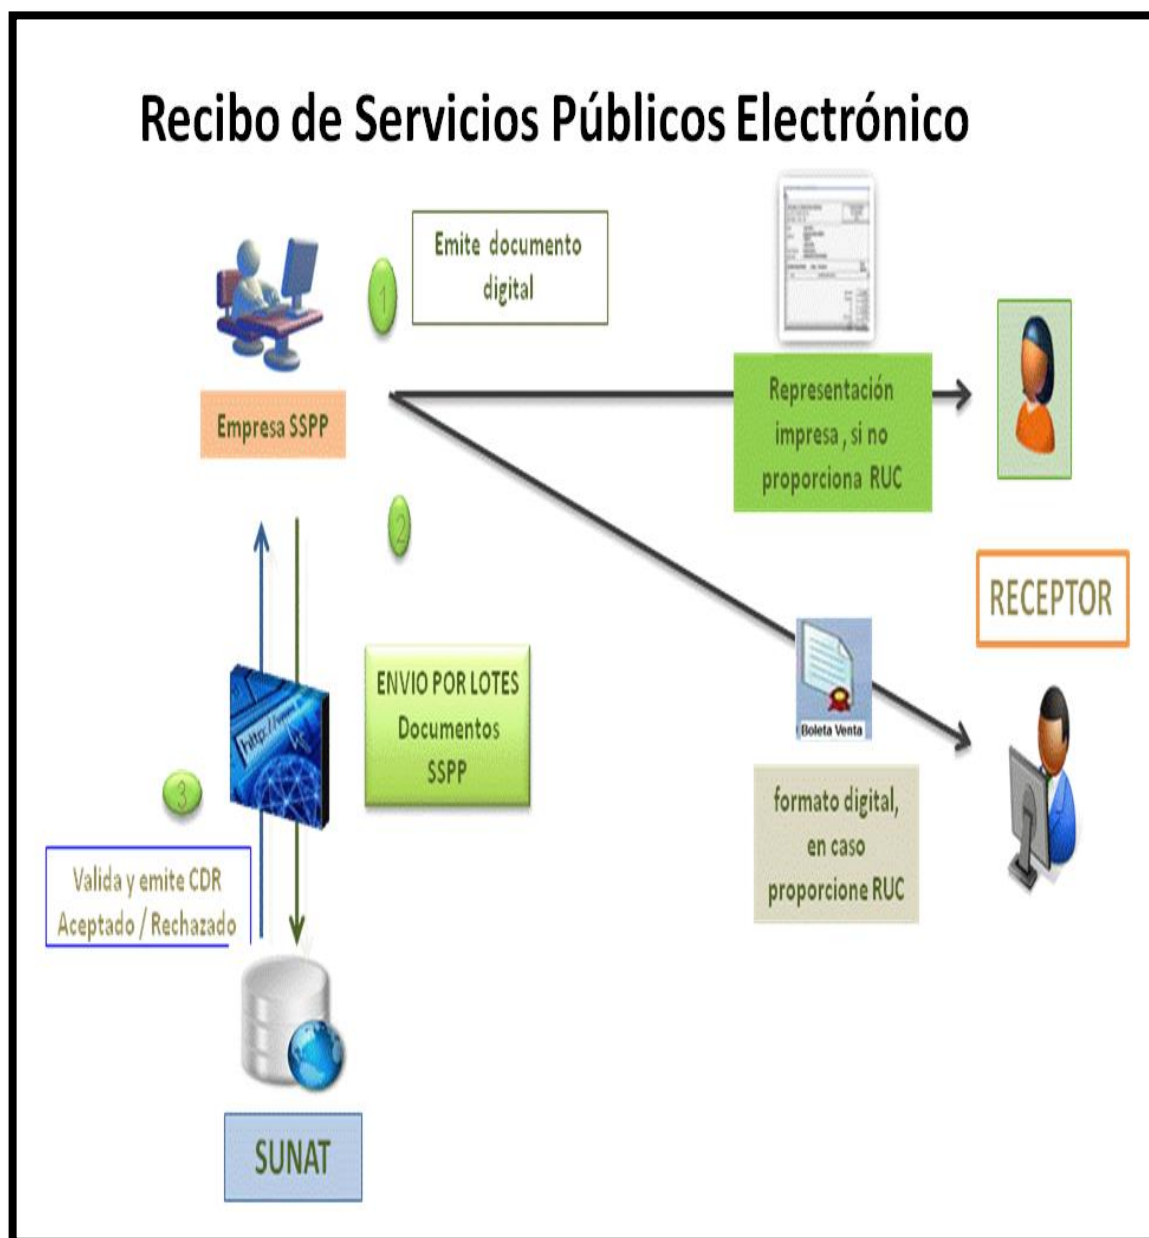 Recibo de Servicios Públicos Electrónico
1
Emite documento
digital
Empresa SSPP
Representación
impresa , si no
proporciona RUC
2
RECEPTOR
ENVIO POR LOTES
Documentos
SSPP
http://www
Boleta Venta
3
formato digital,
en caso
proporcione RUC
Valida y emite CDR
Aceptado / Rechazado
SUNAT